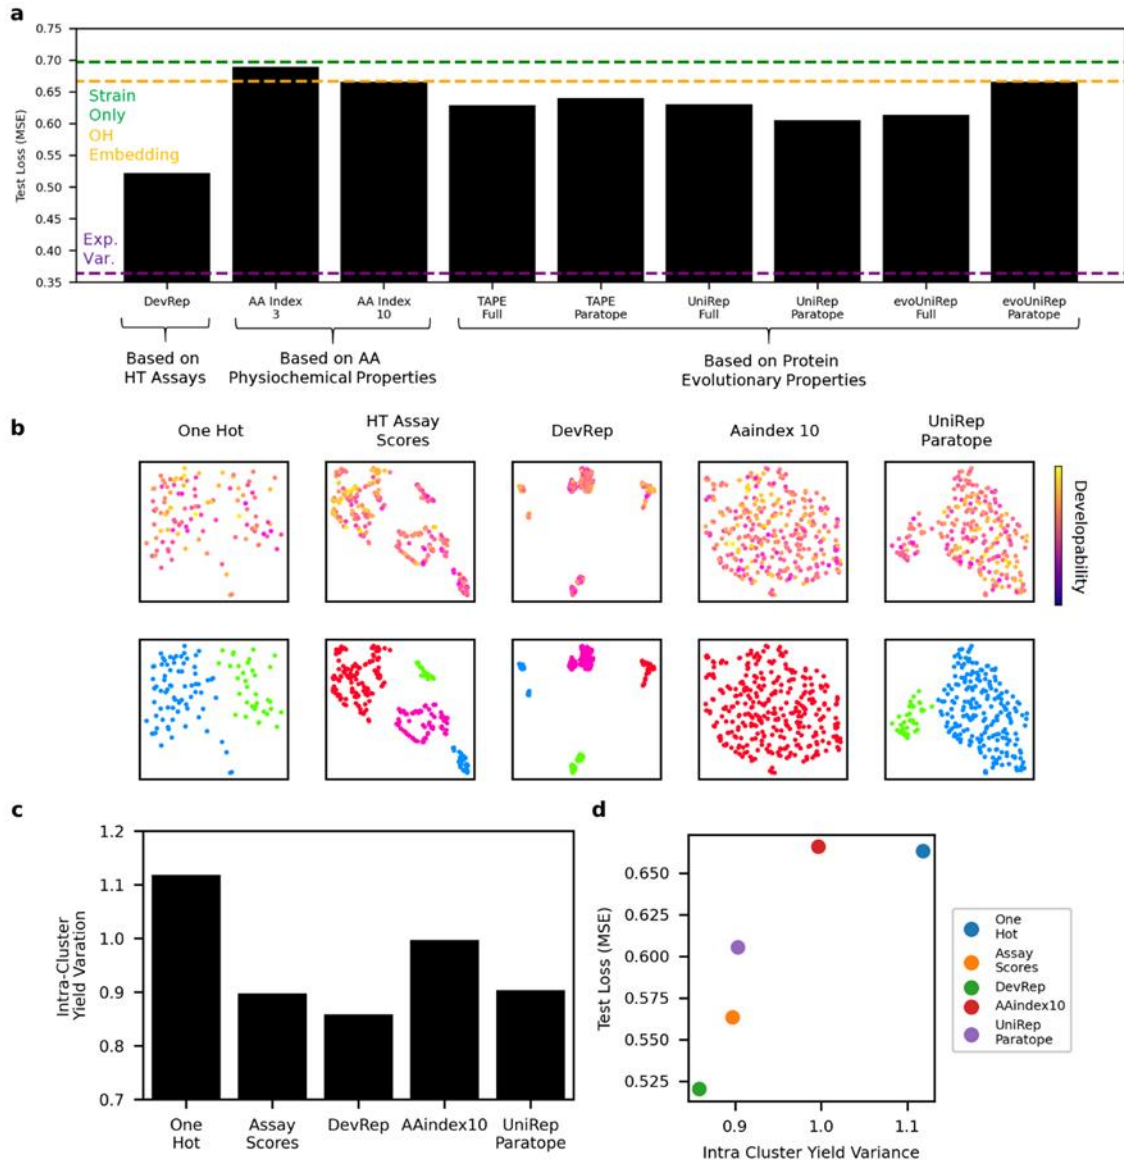 a
0.75
0.70
0.65
0.60
0.55
0.50
0.45
0.40
0.35
Test Loss (MSE)
Strain
Only
OH
Embedding
Exp.
Var.
DevRep
AA Index
3
AA Index
10
TAPE
Full
TAPE
Paratope
UniRep
Full
UniRep
Paratope
evoUniRep
Full
evoUniRep
Paratope
Based on
HT Assays
Based on AA
Physiochemical Properties
Based on Protein
Evolutionary Properties
b
One Hot
HT Assay
Scores
DevRep
Aaindex 10
UniRep
Paratope
Developability
c
1.2
1.1
1.0
0.9
0.8
0.7
Intra-Cluster
Yield Varation
One
Hot
Assay
Scores
DevRep
AAindex10
UniRep
Paratope
d
0.650
0.625
0.600
0.575
0.550
0.525
Test Loss (MSE)
0.9
1.0
1.1
Intra Cluster Yield Variance
One
Hot
Assay
Scores
DevRep
AAindex10
UniRep
Paratope